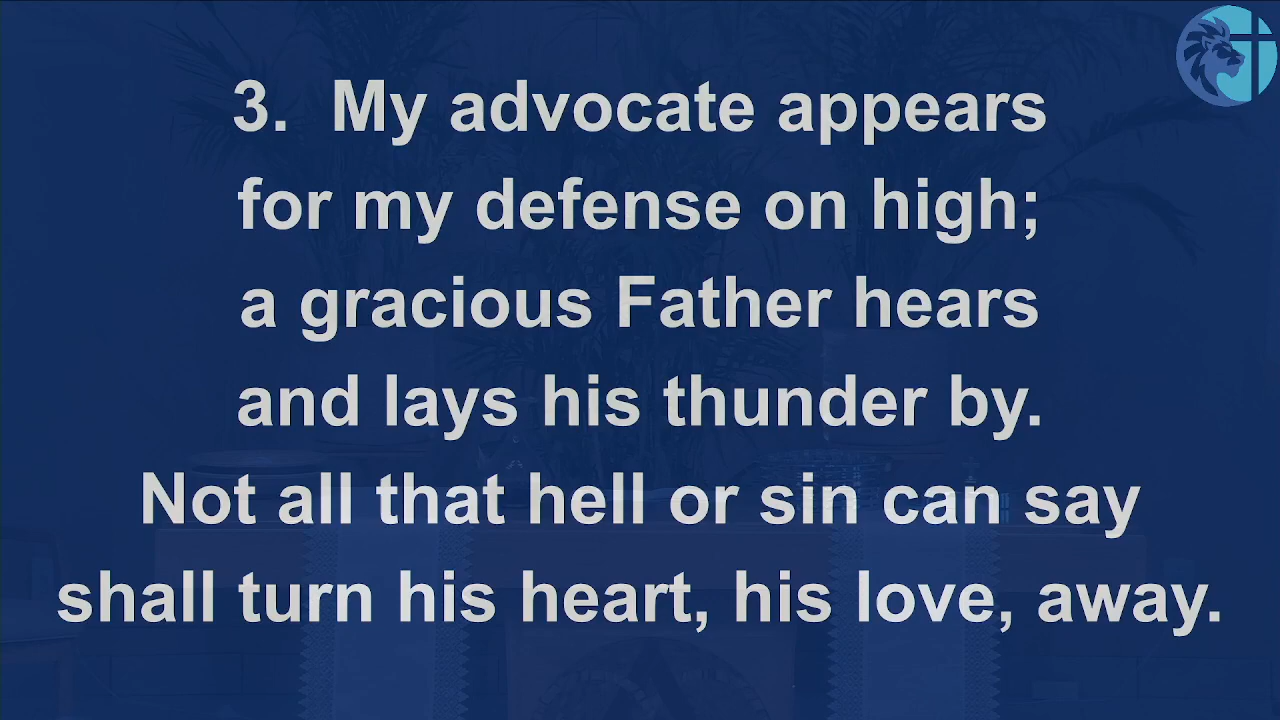 3. My advocate appears
for my defense on high;
a gracious Father hears
and lays his thunder by.
Not all that hell or sin can say
shall turn his heart, his love, away.